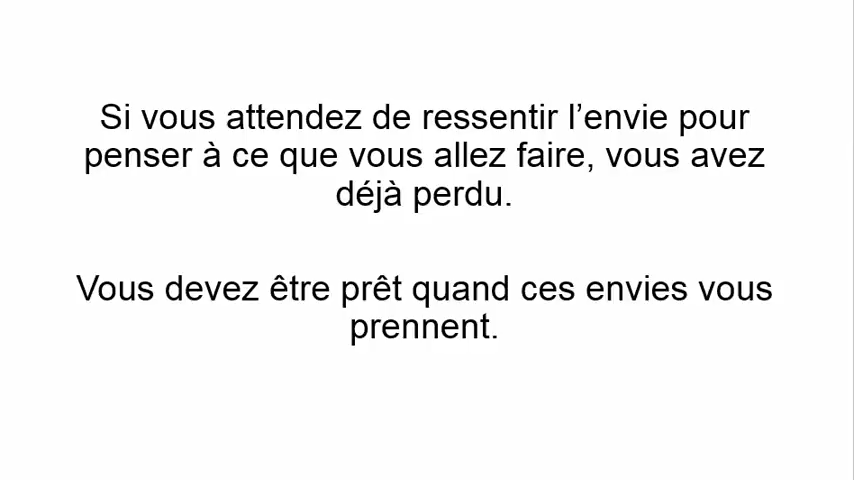 Si vous attendez de ressentir l’envie pour
penser à ce que vous allez faire, vous avez
déjà perdu.
Vous devez être prêt quand ces envies vous
prennent.